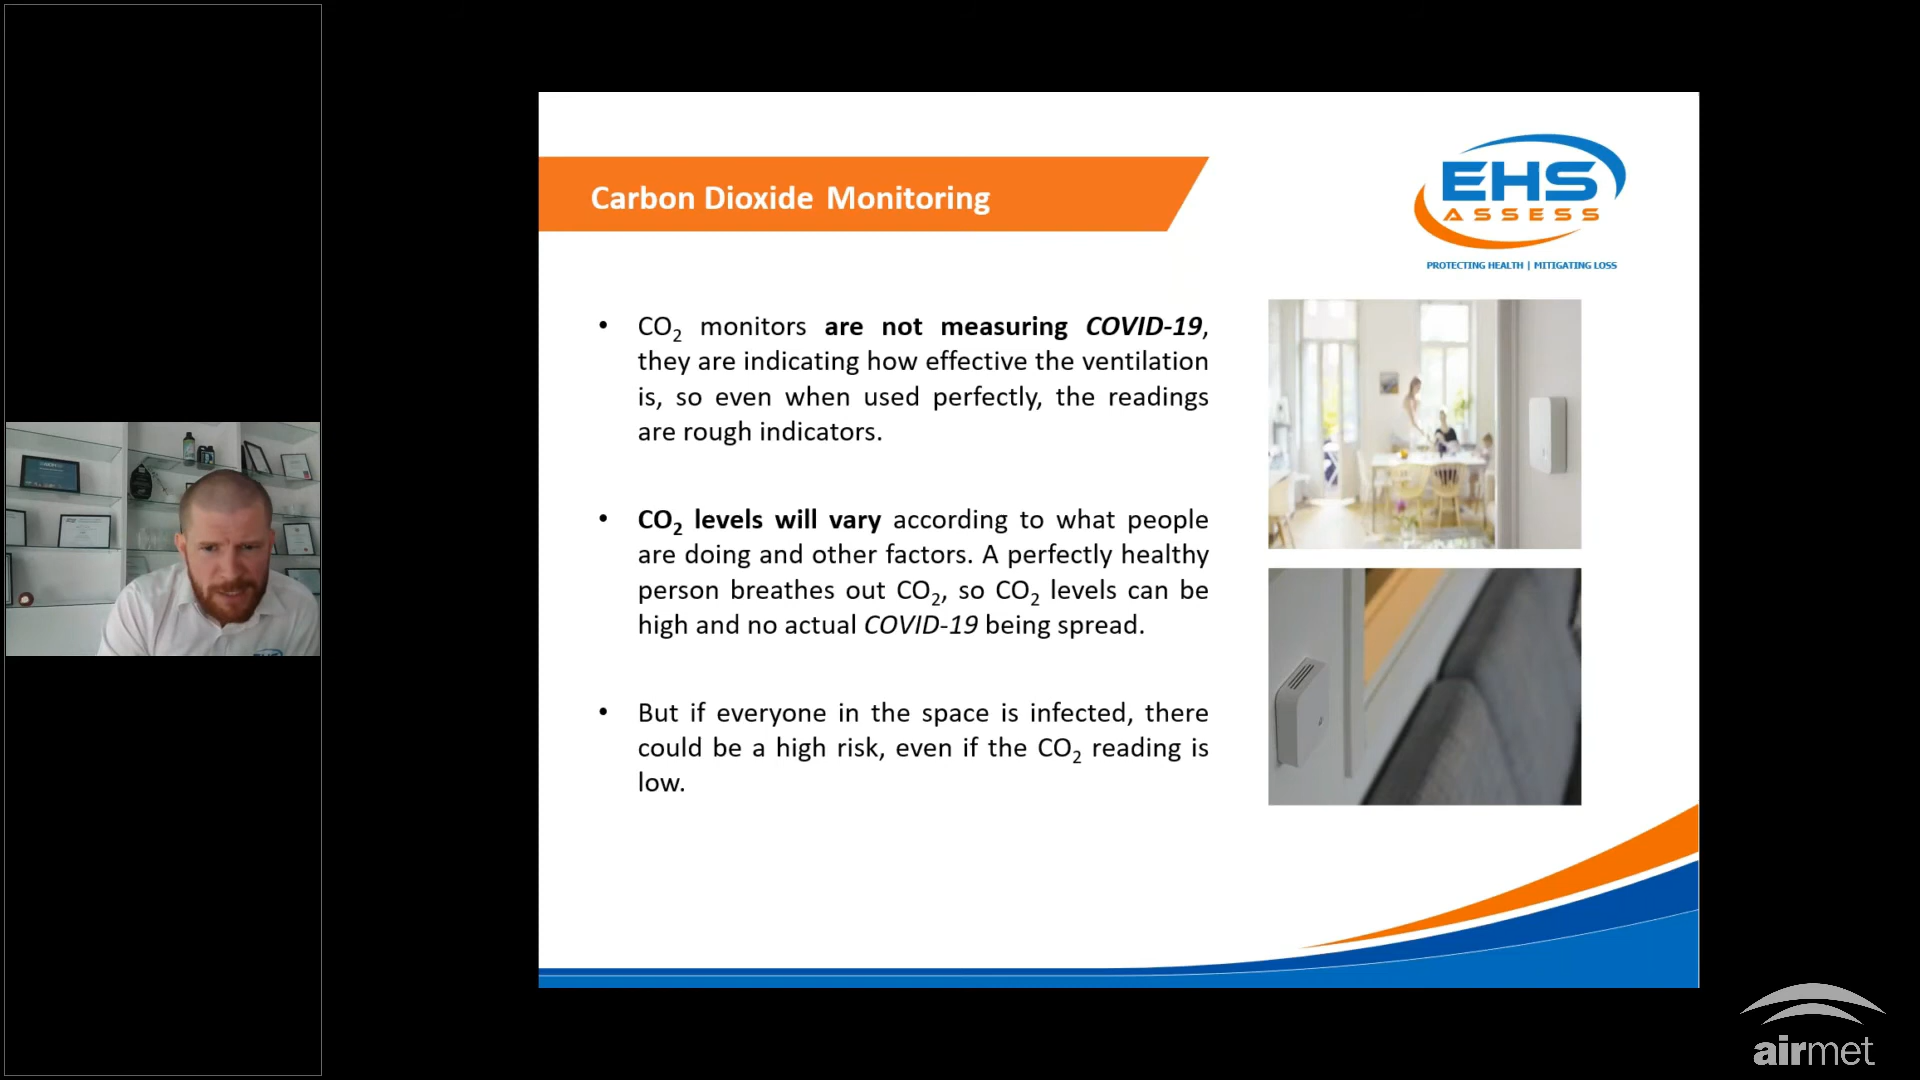 Carbon Dioxide Monitoring
EHS
ASSESS
PROTECTING HEALTH | MITIGATING LOSS
• CO₂ monitors are not measuring COVID-19,
they are indicating how effective the ventilation
is, so even when used perfectly, the readings
are rough indicators.
• CO₂ levels will vary according to what people
are doing and other factors. A perfectly healthy
person breathes out CO₂, so CO₂ levels can be
high and no actual COVID-19 being spread.
• But if everyone in the space is infected, there
could be a high risk, even if the CO₂ reading is
low.
airmet